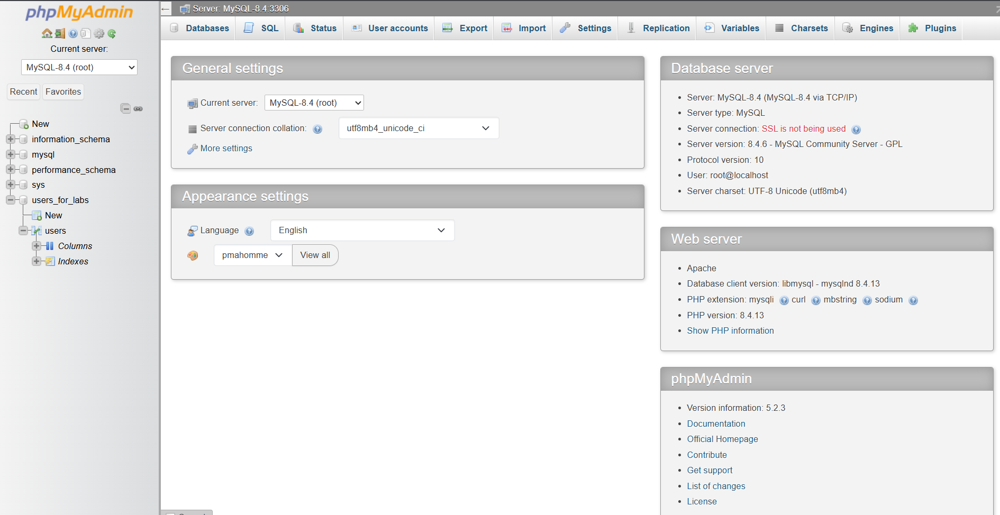 phpMyAdmin
Current server:
MySQL-8.4 (root)
Recent
Favorites
New
information_schema
mysql
performance_schema
sys
users_for_labs
New
users
Columns
Indexes
Server: MySQL-8.4:3306
Databases
SQL
Status
User accounts
Export
Import
Settings
Replication
Variables
Charsets
Engines
Plugins
General settings
Current server: MySQL-8.4 (root)
Server connection collation: utf8mb4_unicode_ci
More settings
Appearance settings
Language English
pmahomme View all
Database server
Server: MySQL-8.4 (MySQL-8.4 via TCP/IP)
Server type: MySQL
Server connection: SSL is not being used
Server version: 8.4.6 - MySQL Community Server - GPL
Protocol version: 10
User: root@localhost
Server charset: UTF-8 Unicode (utf8mb4)
Web server
Apache
Database client version: libmysql - mysqlnd 8.4.13
PHP extension: mysqli curl mbstring sodium
PHP version: 8.4.13
Show PHP information
phpMyAdmin
Version information: 5.2.3
Documentation
Official Homepage
Contribute
Get support
List of changes
License